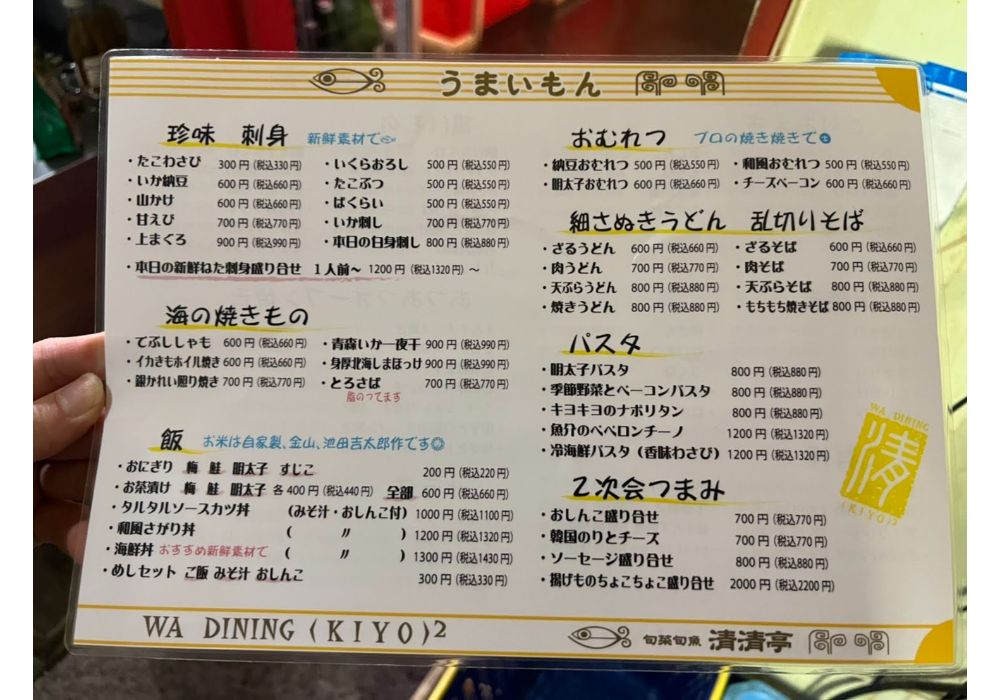 うまいもん
珍味 刺身 新鮮素材で
・たこわさび 300円(税込330円)
・いか納豆 600円(税込660円)
・山かけ 600円(税込660円)
・甘えび 700円(税込770円)
・上まぐろ 900円(税込990円)
・いくらおろし 500円(税込550円)
・たこぶつ 500円(税込550円)
・ばくらい 500円(税込550円)
・いか刺し 700円(税込770円)
・本日の白身刺し 800円(税込880円)
・本日の新鮮ねた刺身盛り合せ 1人前〜 1200円(税込1320円)〜
海の焼きもの
・でぶししゃも 600円(税込660円)
・イカきもホイル焼き 600円(税込660円)
・銀かれい照り焼き 700円(税込770円)
・青森いか一夜干 900円(税込990円)
・身厚北海しまほっけ 900円(税込990円)
・とろさば 700円(税込770円)
脂のってます
飯 お米は自家製、金山、池田吉太郎作です◎
・おにぎり 梅 鮭 明太子 すじこ 200円(税込220円)
・お茶漬け 梅 鮭 明太子 各400円(税込440円) 全部 600円(税込660円)
・タルタルソースカツ丼 (みそ汁・おしんこ付) 1000円(税込1100円)
・和風さがり丼 ( 〃 ) 1200円(税込1320円)
・海鮮丼 おすすめ新鮮素材で ( 〃 ) 1300円(税込1430円)
・めしセット ご飯 みそ汁 おしんこ 300円(税込330円)
おむれつ プロの焼き焼きで
・納豆おむれつ 500円(税込550円)
・明太子おむれつ 600円(税込660円)
・和風おむれつ 500円(税込550円)
・チーズベーコン 600円(税込660円)
細さぬきうどん 乱切りそば
・ざるうどん 600円(税込660円)
・肉うどん 700円(税込770円)
・天ぷらうどん 800円(税込880円)
・焼きうどん 800円(税込880円)
・ざるそば 600円(税込660円)
・肉そば 700円(税込770円)
・天ぷらそば 800円(税込880円)
・もちもち焼きそば 800円(税込880円)
パスタ
・明太子パスタ 800円(税込880円)
・季節野菜とベーコンパスタ 800円(税込880円)
・キヨキヨのナポリタン 800円(税込880円)
・魚介のペペロンチーノ 1200円(税込1320円)
・冷海鮮パスタ(香味わさび) 1200円(税込1320円)
2次会つまみ
・おしんこ盛り合せ 700円(税込770円)
・韓国のりとチーズ 700円(税込770円)
・ソーセージ盛り合せ 800円(税込880円)
・揚げものちょこちょこ盛り合せ 2000円(税込2200円)
WA DINING
清
(KIYO)2
WA DINING (KIYO)2
旬菜旬魚 清清亭